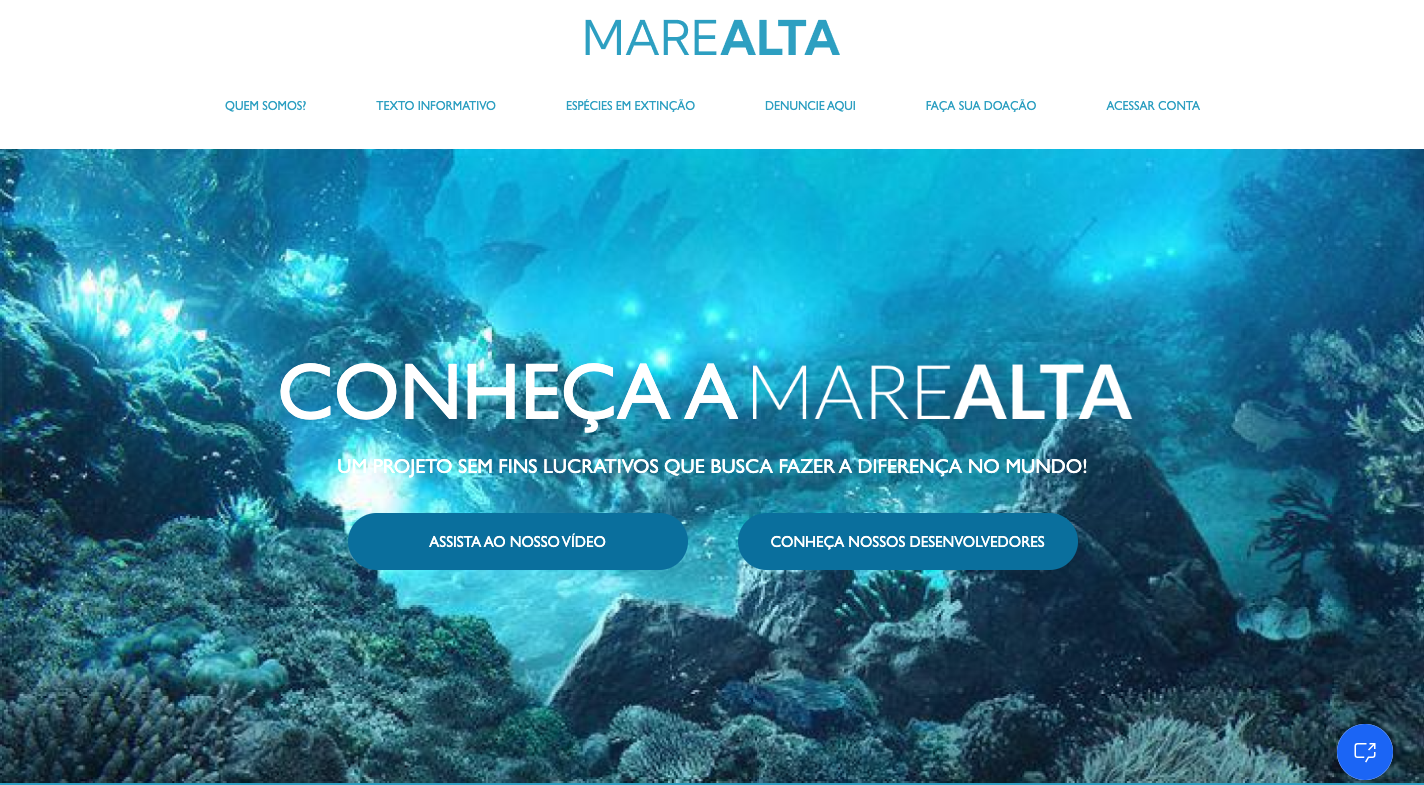 MAREALTA
QUEM SOMOS? TEXTO INFORMATIVO ESPÉCIES EM EXTINÇÃO DENUNCIE AQUI FAÇA SUA DOAÇÃO ACESSAR CONTA
CONHEÇA A MAREALTA
UM PROJETO SEM FINS LUCRATIVOS QUE BUSCA FAZER A DIFERENÇA NO MUNDO!
ASSISTA AO NOSSO VÍDEO CONHEÇA NOSSOS DESENVOLVEDORES